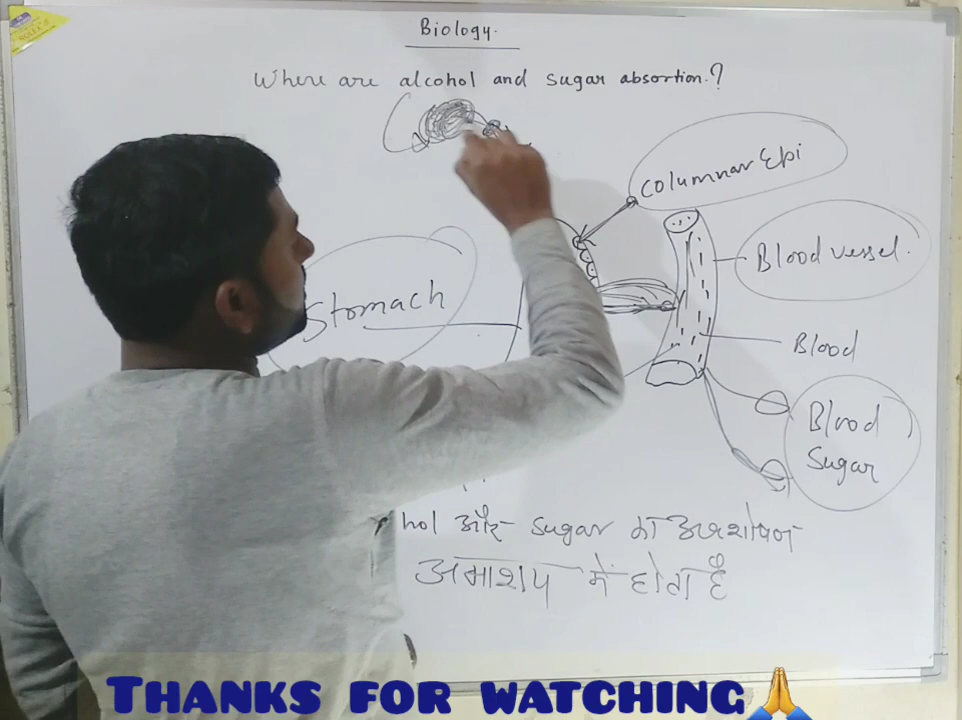 Biology.
Where are alcohol and sugar absortion.?
Columnar Epi
Blood vessel.
Stomach
Blood
Blood
Sugar
hol और sugar का अवशोषण
अमाशय में होता है
THANKS FOR WATCHING🙏